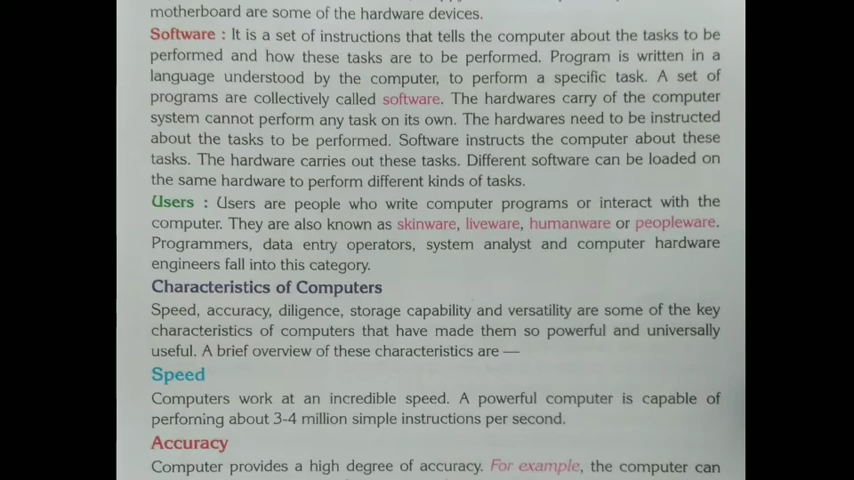 motherboard are some of the hardware devices.
Software : It is a set of instructions that tells the computer about the tasks to be
performed and how these tasks are to be performed. Program is written in a
language understood by the computer, to perform a specific task. A set of
programs are collectively called software. The hardwares carry of the computer
system cannot perform any task on its own. The hardwares need to be instructed
about the tasks to be performed. Software instructs the computer about these
tasks. The hardware carries out these tasks. Different software can be loaded on
the same hardware to perform different kinds of tasks.
Users : Users are people who write computer programs or interact with the
computer. They are also known as skinware, liveware, humanware or peopleware.
Programmers, data entry operators, system analyst and computer hardware
engineers fall into this category.
Characteristics of Computers
Speed, accuracy, diligence, storage capability and versatility are some of the key
characteristics of computers that have made them so powerful and universally
useful. A brief overview of these characteristics are —
Speed
Computers work at an incredible speed. A powerful computer is capable of
performing about 3-4 million simple instructions per second.
Accuracy
Computer provides a high degree of accuracy. For example, the computer can